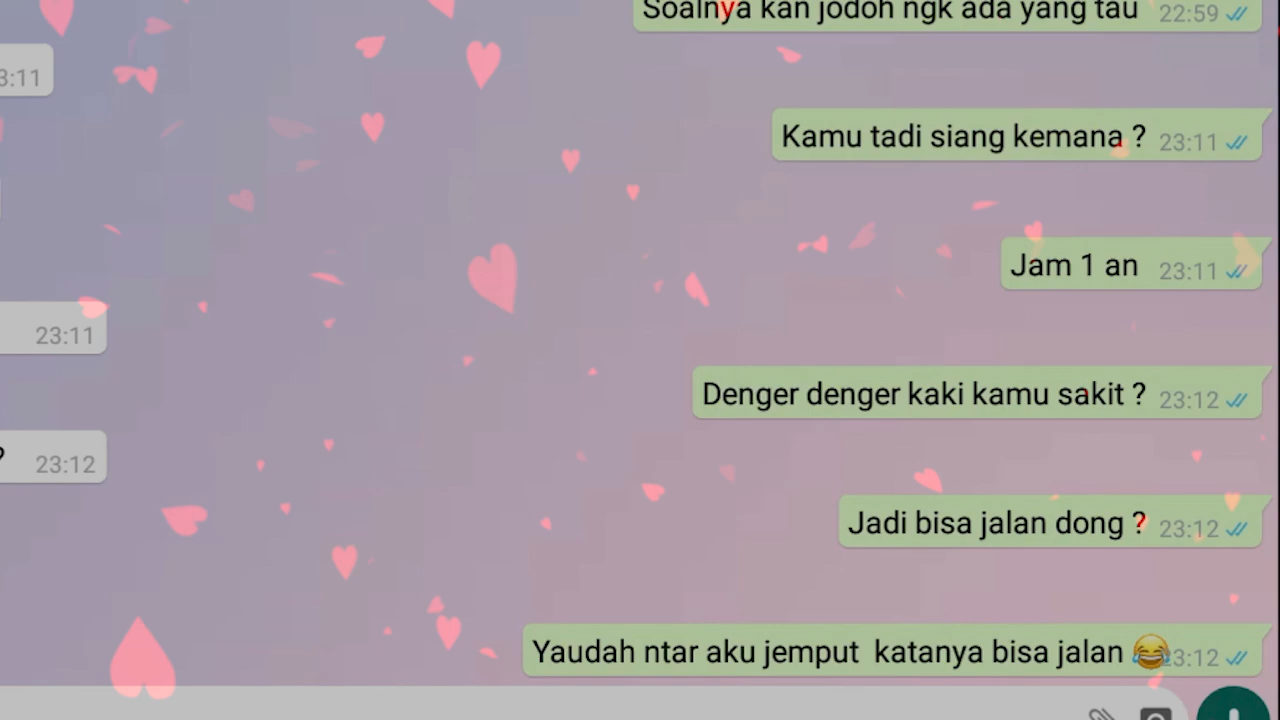 Soalnya kan jodoh ngk ada yang tau 22:59
3:11
Kamu tadi siang kemana ? 23:11
Jam 1 an 23:11
23:11
Denger denger kaki kamu sakit ? 23:12
? 23:12
Jadi bisa jalan dong ? 23:12
Yaudah ntar aku jemput katanya bisa jalan 😂 23:12